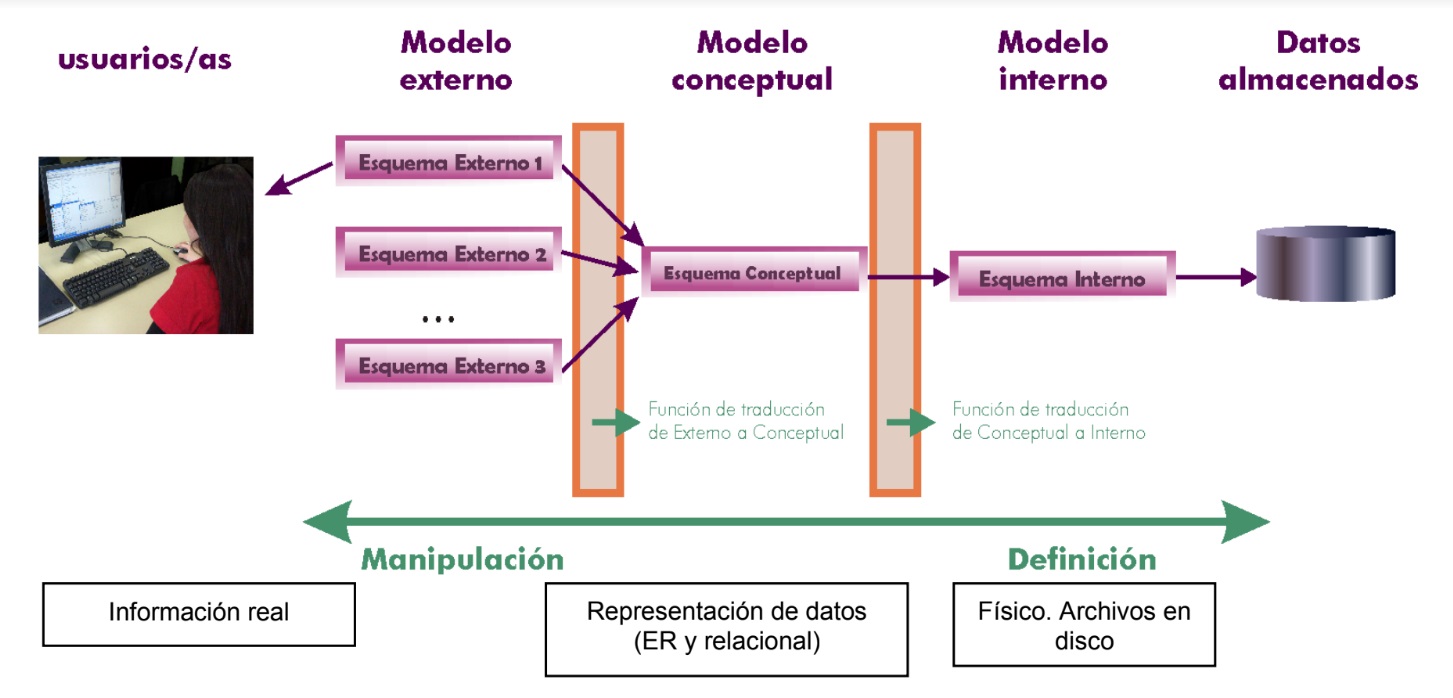 usuarios/as
Modelo
externo
Modelo
conceptual
Modelo
interno
Datos
almacenados
Esquema Externo 1
Esquema Externo 2
...
Esquema Externo 3
Esquema Conceptual
Esquema Interno
Función de traducción
de Externo a Conceptual
Función de traducción
de Conceptual a Interno
Manipulación
Definición
Información real
Representación de datos
(ER y relacional)
Físico. Archivos en
disco